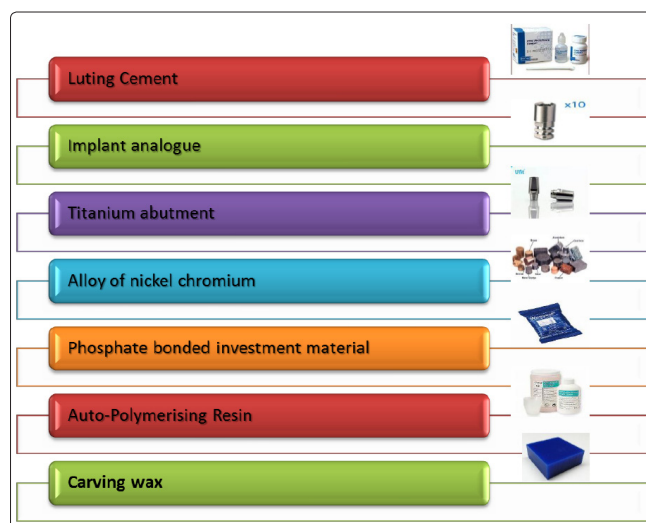 Luting Cement
x10
Implant analogue
Titanium abutment
Alloy of nickel chromium
Phosphate bonded investment material
Auto-Polymerising Resin
Carving wax